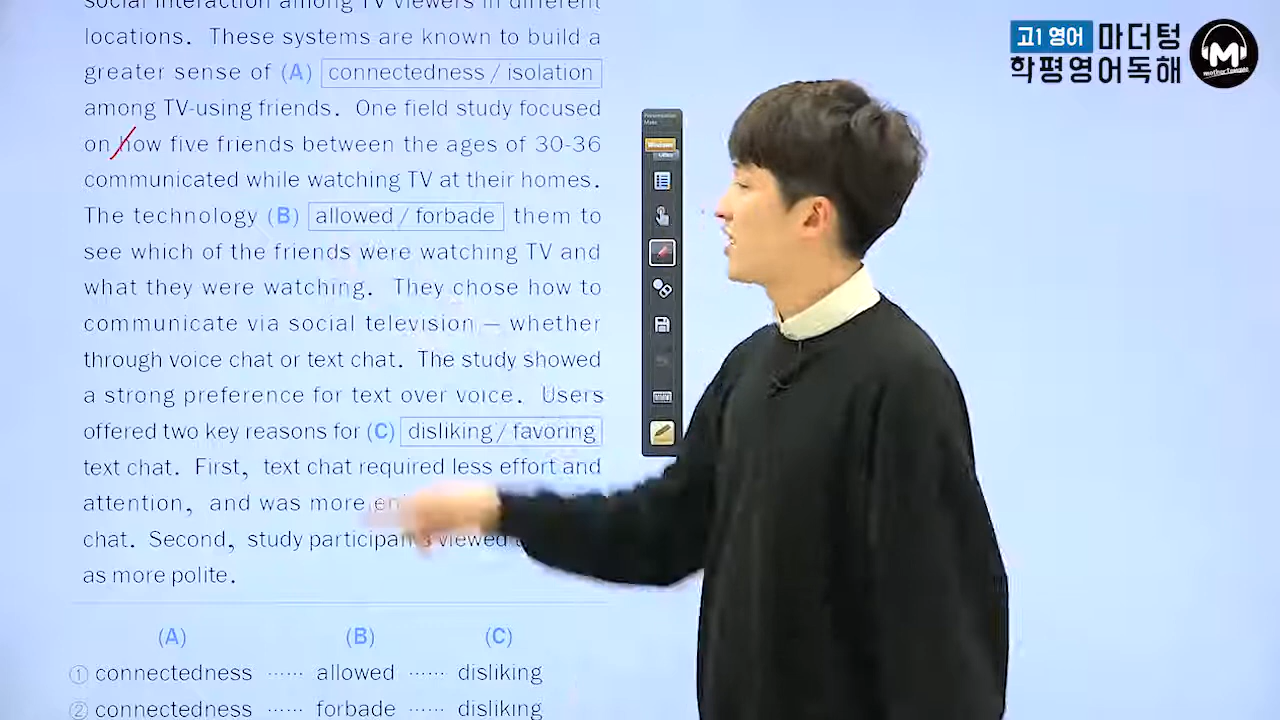 social interaction among TV viewers in different
locations. These systems are known to build a
greater sense of (A) connectedness / isolation
among TV-using friends. One field study focused
on how five friends between the ages of 30-36
communicated while watching TV at their homes.
The technology (B) allowed / forbade them to
see which of the friends were watching TV and
what they were watching. They chose how to
communicate via social television — whether
through voice chat or text chat. The study showed
a strong preference for text over voice. Users
offered two key reasons for (C) disliking / favoring
text chat. First, text chat required less effort and
attention, and was more
chat. Second, study participants viewed
as more polite.
(A) (B) (C)
① connectedness ······ allowed ······ disliking
② connectedness ······ forbade ······ disliking
고1 영어 마더텅
학평영어독해
M